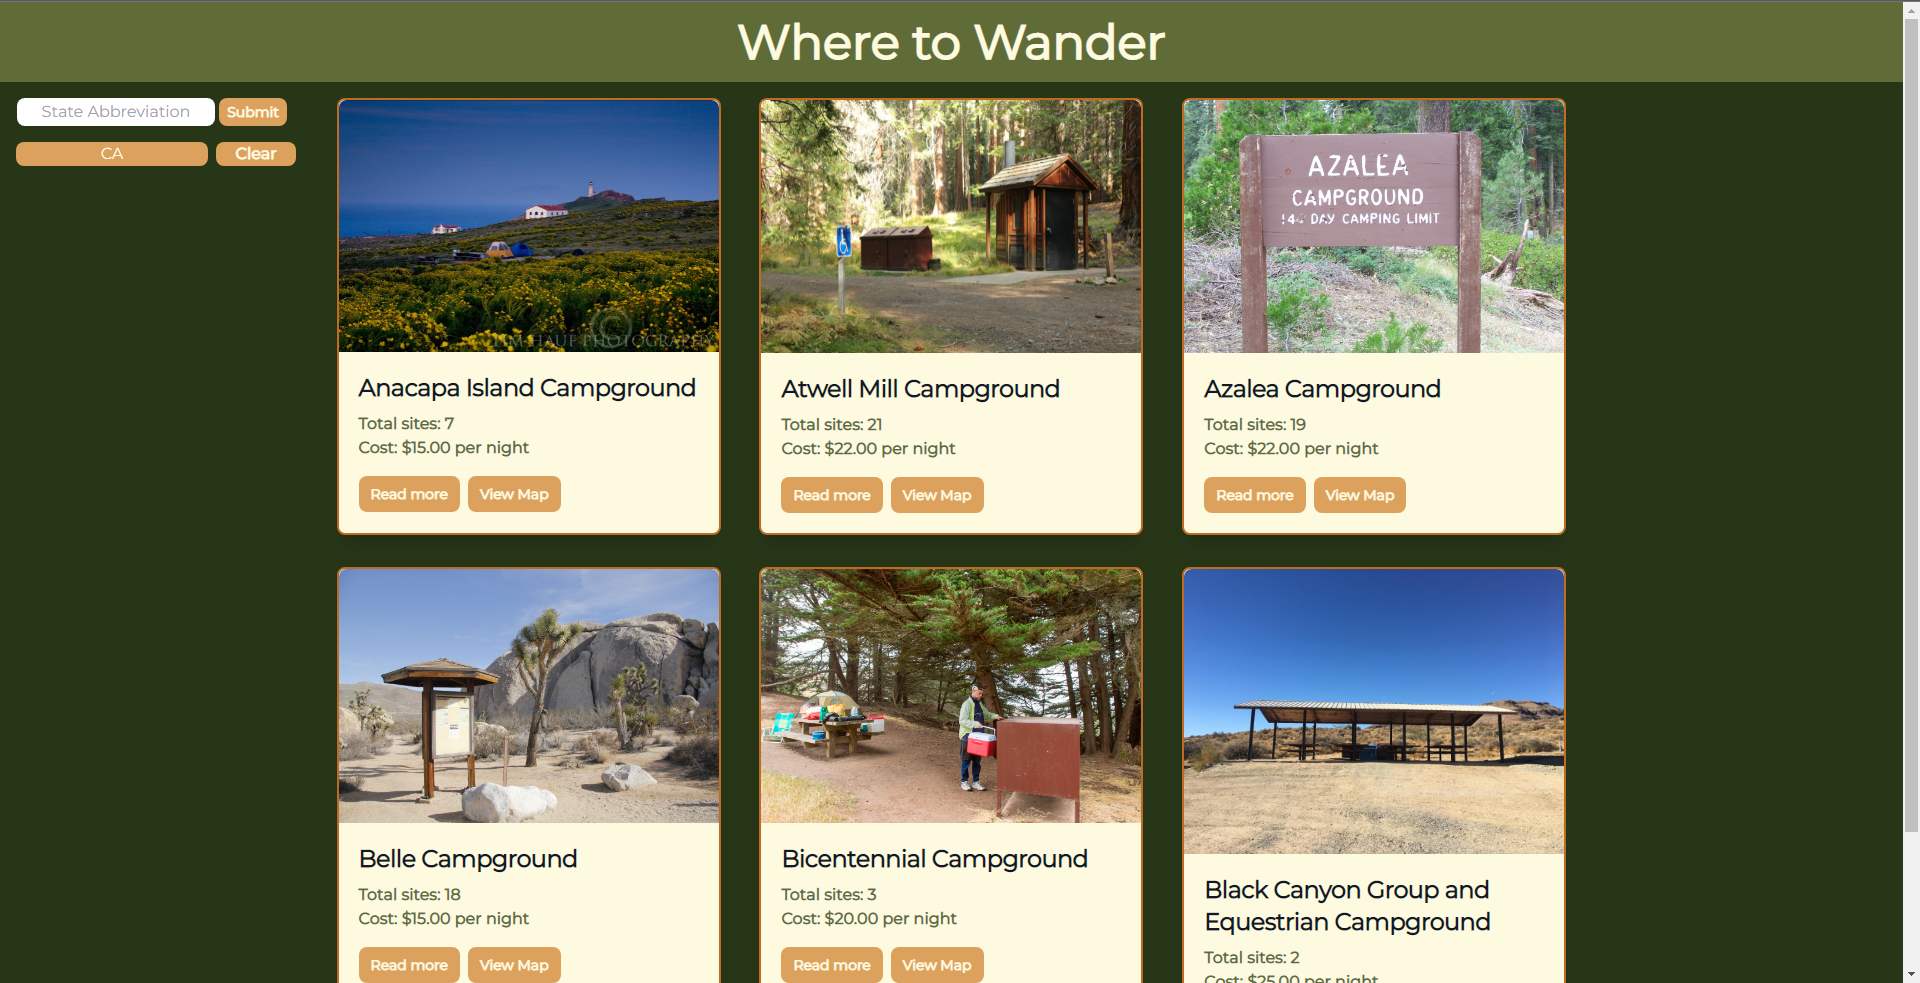 Where to Wander
State Abbreviation
Submit
CA
Clear
HAUF PHOTOGRAPHY
Anacapa Island Campground
Total sites: 7
Cost: $15.00 per night
Read more
View Map
Atwell Mill Campground
Total sites: 21
Cost: $22.00 per night
Read more
View Map
AZALEA
CAMPGROUND
14 DAY CAMPING LIMIT
Azalea Campground
Total sites: 19
Cost: $22.00 per night
Read more
View Map
Belle Campground
Total sites: 18
Cost: $15.00 per night
Read more
View Map
Bicentennial Campground
Total sites: 3
Cost: $20.00 per night
Read more
View Map
Black Canyon Group and
Equestrian Campground
Total sites: 2
Cost: $25.00 per night